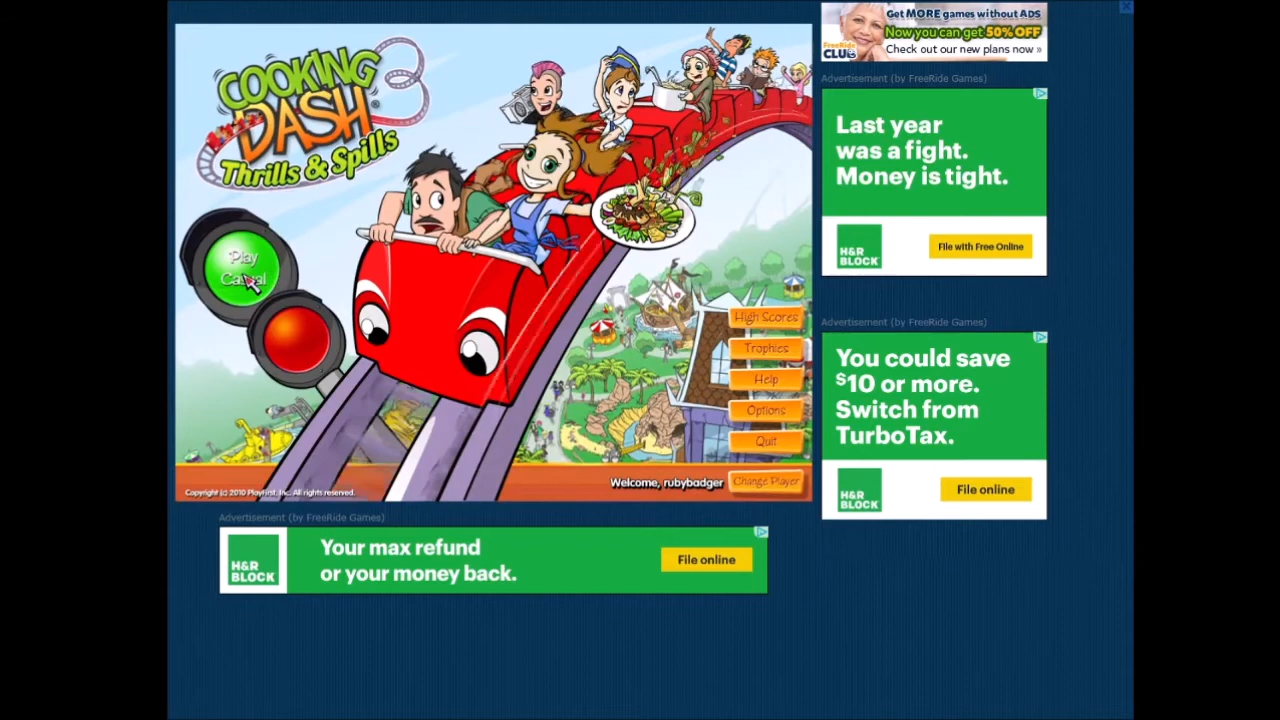 COOKING
DASH®3
Thrills & Spills
Play
Casual
High Scores
Trophies
Help
Options
Quit
Welcome, rubybadger
Change Player
Copyright (c) 2010 PlayFirst, Inc. All rights reserved.
Get MORE games without ADS
Now you can get 50% OFF
Check out our new plans now »
FreeRide
CLUB
Advertisement (by FreeRide Games)
Last year
was a fight.
Money is tight.
H&R
BLOCK
File with Free Online
Advertisement (by FreeRide Games)
You could save
$10 or more.
Switch from
TurboTax.
H&R
BLOCK
File online
Advertisement (by FreeRide Games)
H&R
BLOCK
Your max refund
or your money back.
File online